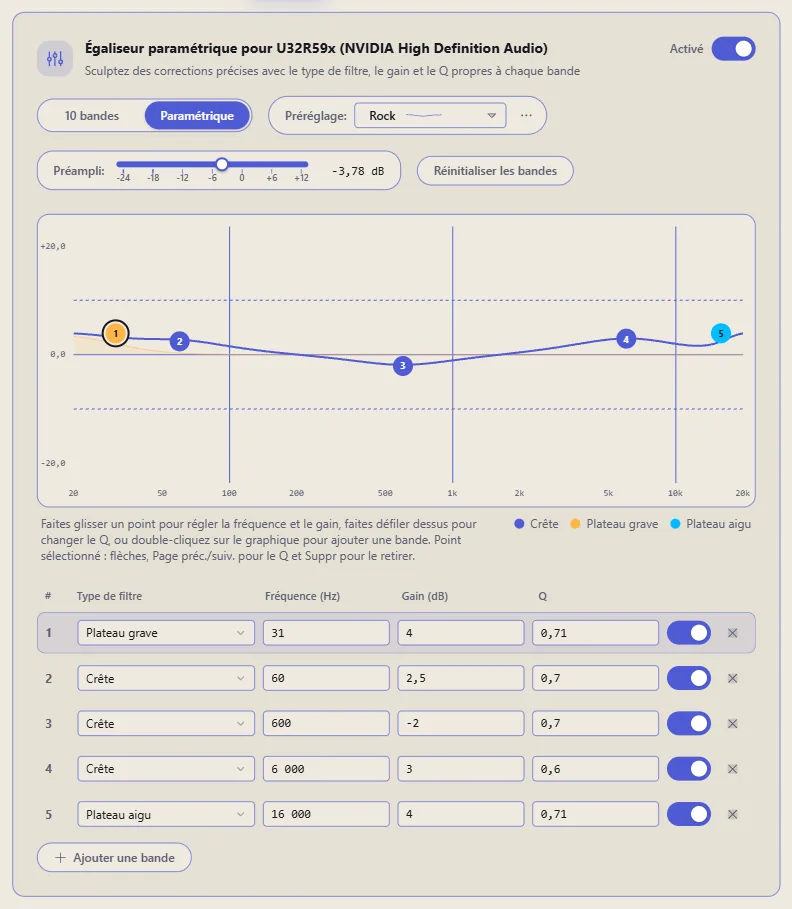 Égaliseur paramétrique pour U32R59x (NVIDIA High Definition Audio)
Activé
Sculptez des corrections précises avec le type de filtre, le gain et le Q propres à chaque bande
10 bandes Paramétrique Préréglage: Rock ...
Préampli: -24 -18 -12 -6 0 +6 +12 -3,78 dB Réinitialiser les bandes
+20,0
0,0
-20,0
1 2 3 4 5
20 50 100 200 500 1k 2k 5k 10k 20k
Faites glisser un point pour régler la fréquence et le gain, faites défiler dessus pour
changer le Q, ou double-cliquez sur le graphique pour ajouter une bande. Point
sélectionné : flèches, Page préc./suiv. pour le Q et Suppr pour le retirer.
Crête Plateau grave Plateau aigu
# Type de filtre Fréquence (Hz) Gain (dB) Q
1 Plateau grave 31 4 0,71
2 Crête 60 2,5 0,7
3 Crête 600 -2 0,7
4 Crête 6 000 3 0,6
5 Plateau aigu 16 000 4 0,71
+ Ajouter une bande